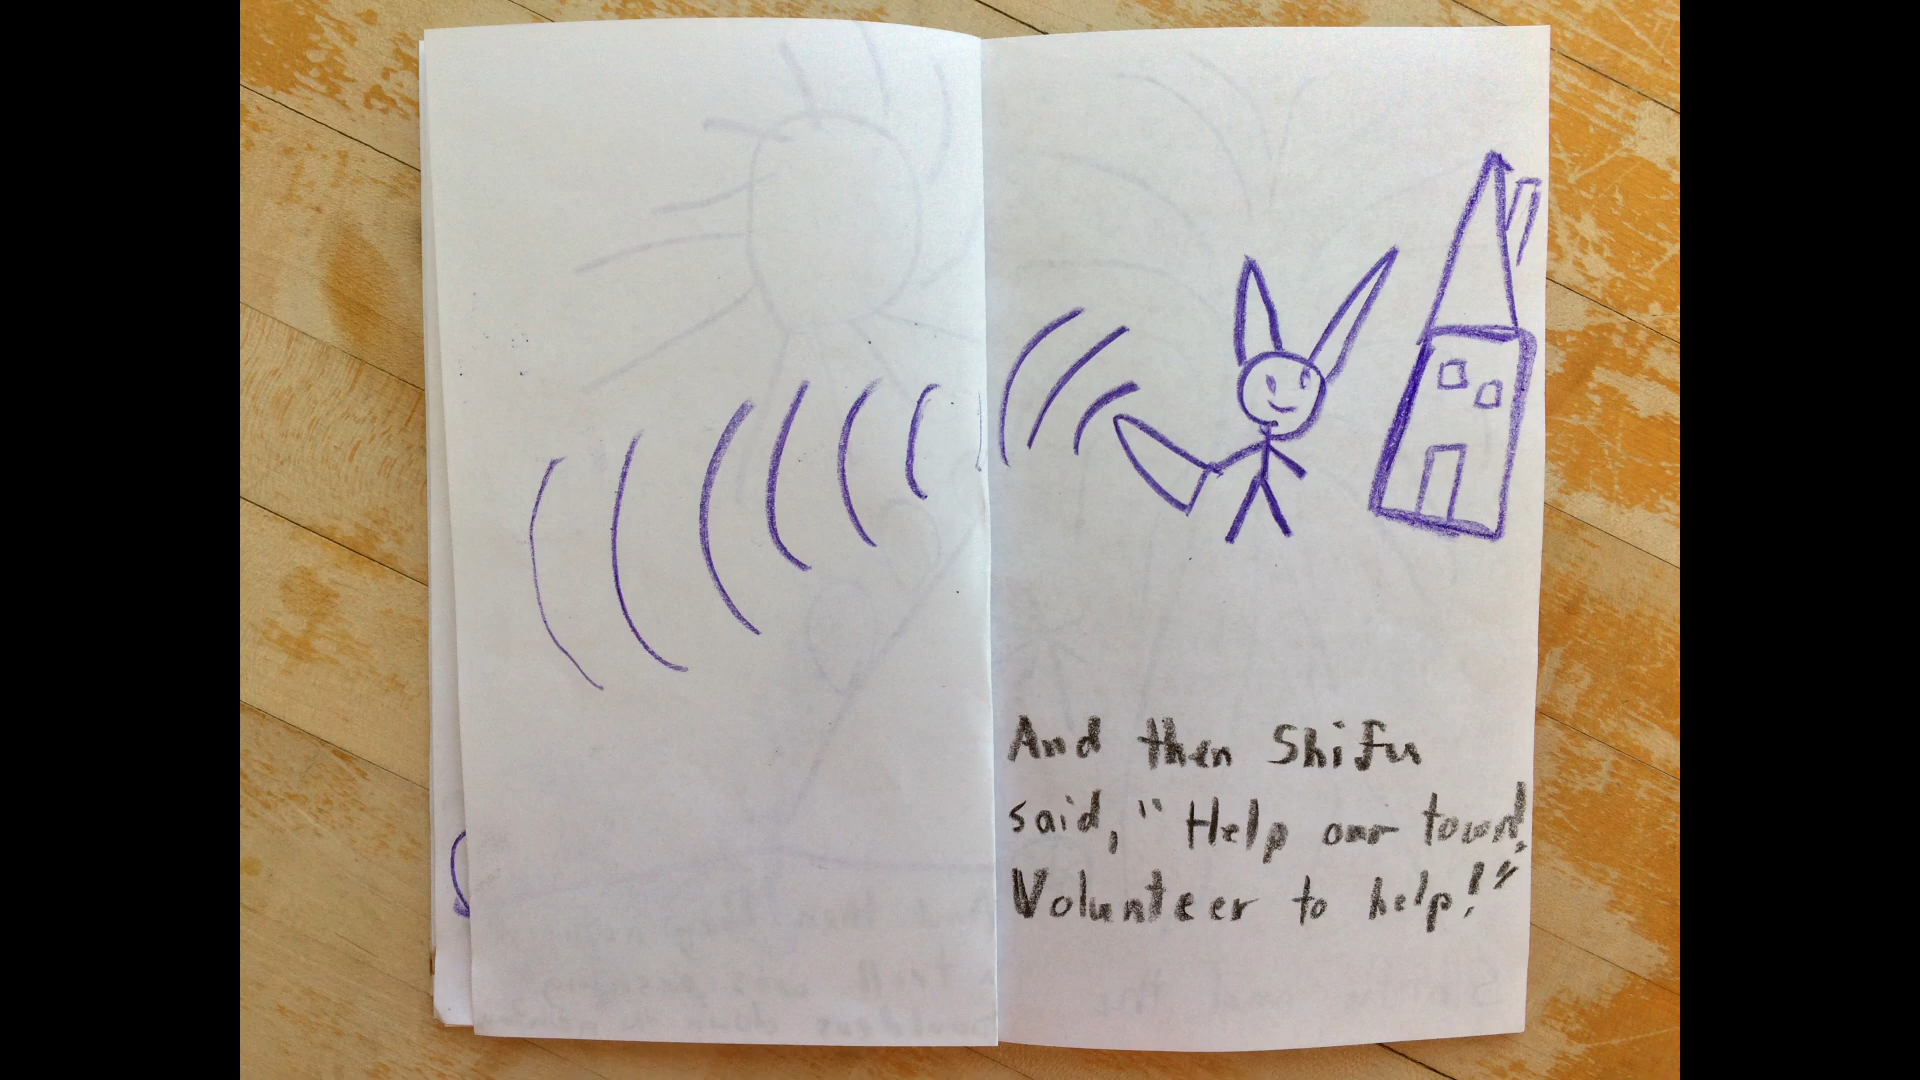 And then Shifu
said, "Help our town!
Volunteer to help!"